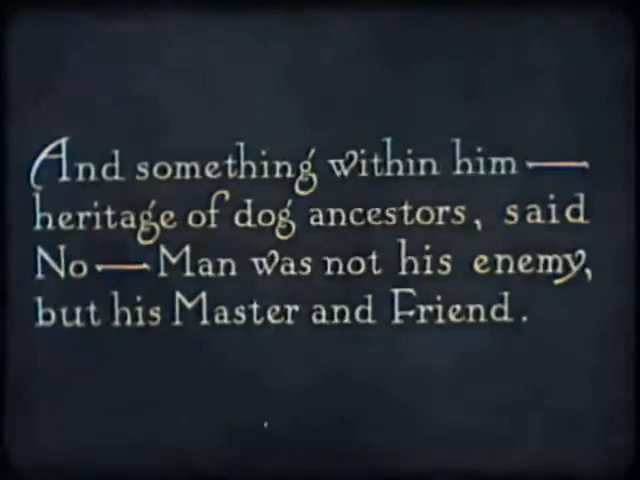 And something within him —
heritage of dog ancestors, said
No — Man was not his enemy,
but his Master and Friend.